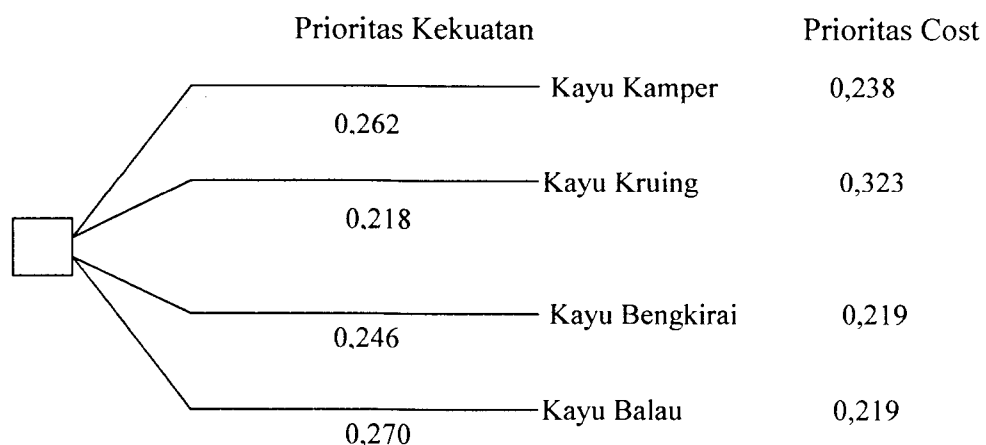 Prioritas Kekuatan Prioritas Cost
Kayu Kamper 0,238
0,262
Kayu Kruing 0,323
0,218
Kayu Bengkirai 0,219
0,246
Kayu Balau 0,219
0,270